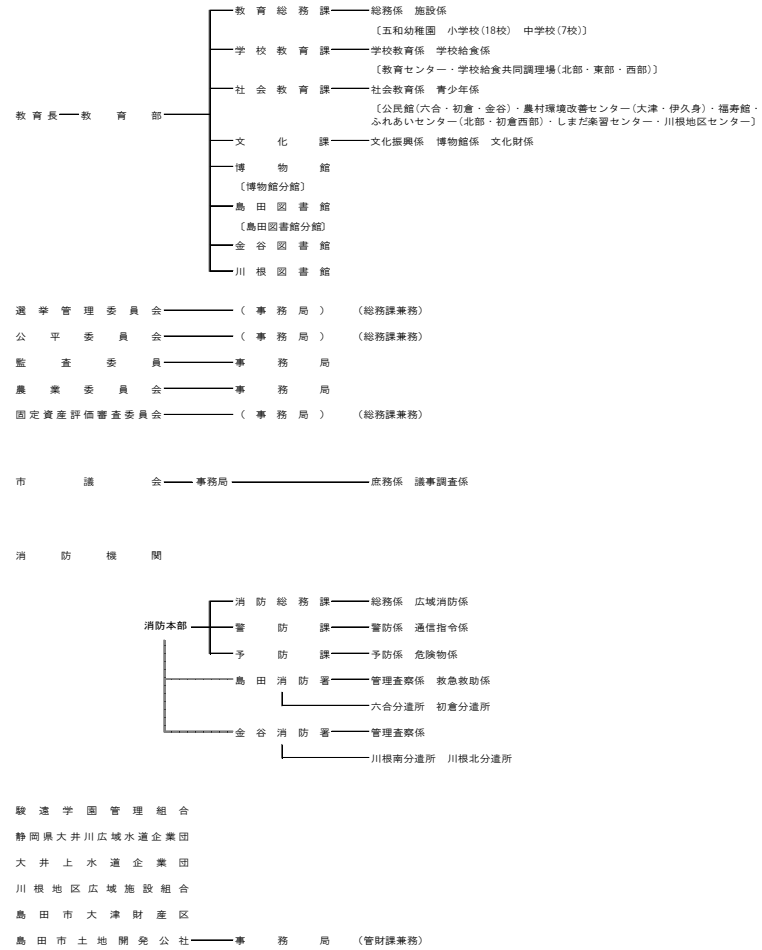 教育総務課 総務係 施設係
〔五和幼稚園 小学校(18校) 中学校(7校)〕
学校教育課 学校教育係 学校給食係
〔教育センター・学校給食共同調理場(北部・東部・西部)〕
社会教育課 社会教育係 青少年係
教育長 教育部
〔公民館(六合・初倉・金谷)・農村環境改善センター(大津・伊久身)・福寿館・
ふれあいセンター(北部・初倉西部)・しまだ楽習センター・川根地区センター〕
文化課 文化振興係 博物館係 文化財係
博物館
〔博物館分館〕
島田図書館
〔島田図書館分館〕
金谷図書館
川根図書館
選挙管理委員会 (事務局) (総務課兼務)
公平委員会 (事務局) (総務課兼務)
監査委員 事務局
農業委員会 事務局
固定資産評価審査委員会 (事務局) (総務課兼務)
市議会 事務局 庶務係 議事調査係
消防機関
消防総務課 総務係 広域消防係
消防本部 警防課 警防係 通信指令係
予防課 予防係 危険物係
島田消防署 管理査察係 救急救助係
六合分遣所 初倉分遣所
金谷消防署 管理査察係
川根南分遣所 川根北分遣所
駿遠学園管理組合
静岡県大井川広域水道企業団
大井上水道企業団
川根地区広域施設組合
島田市大津財産区
島田市土地開発公社 事務局 (管財課兼務)